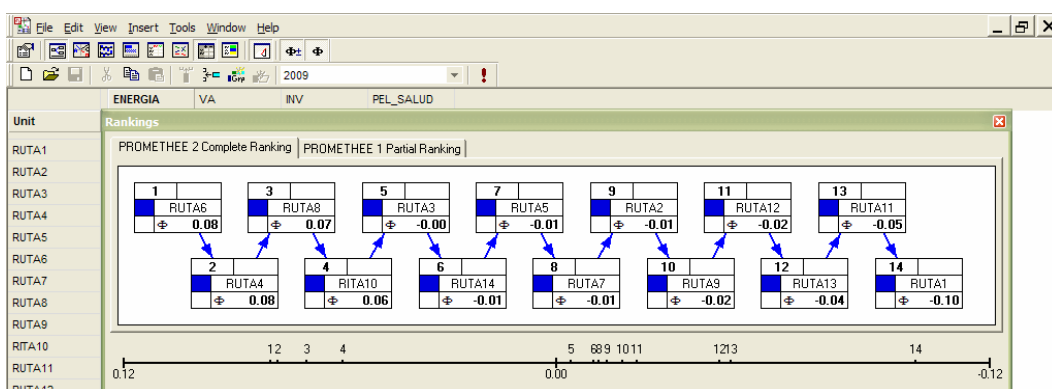 File Edit View Insert Tools Window Help
Φ± Φ
2009
ENERGIA VA INV PEL_SALUD
Unit
Rankings
PROMETHEE 2 Complete Ranking PROMETHEE 1 Partial Ranking
RUTA1
RUTA2
RUTA3
RUTA4
RUTA5
RUTA6
RUTA7
RUTA8
RUTA9
RITA10
RUTA11
1 3 5 7 9 11 13
RUTA6 RUTA8 RUTA3 RUTA5 RUTA2 RUTA12 RUTA11
Φ 0.08 Φ 0.07 Φ -0.00 Φ -0.01 Φ -0.01 Φ -0.02 Φ -0.05
2 4 6 8 10 12 14
RUTA4 RITA10 RUTA14 RUTA7 RUTA9 RUTA13 RUTA1
Φ 0.08 Φ 0.06 Φ -0.01 Φ -0.01 Φ -0.02 Φ -0.04 Φ -0.10
12 3 4 5 689 1011 1213 14
0.12 0.00 -0.12